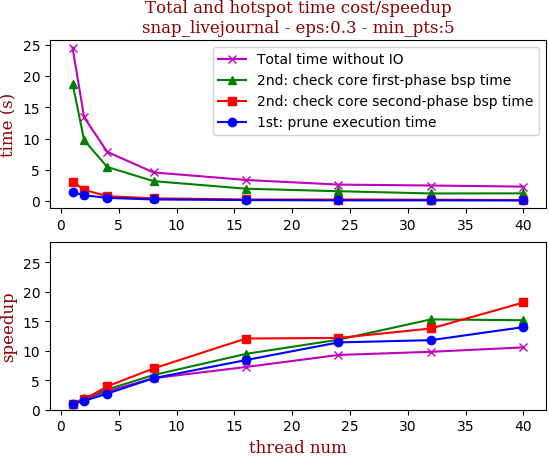 Total and hotspot time cost/speedup
snap_livejournal - eps:0.3 - min_pts:5
time (s)
25
20
15
10
5
0
Total time without IO
2nd: check core first-phase bsp time
2nd: check core second-phase bsp time
1st: prune execution time
0 5 10 15 20 25 30 35 40
speedup
25
20
15
10
5
0
0 5 10 15 20 25 30 35 40
thread num